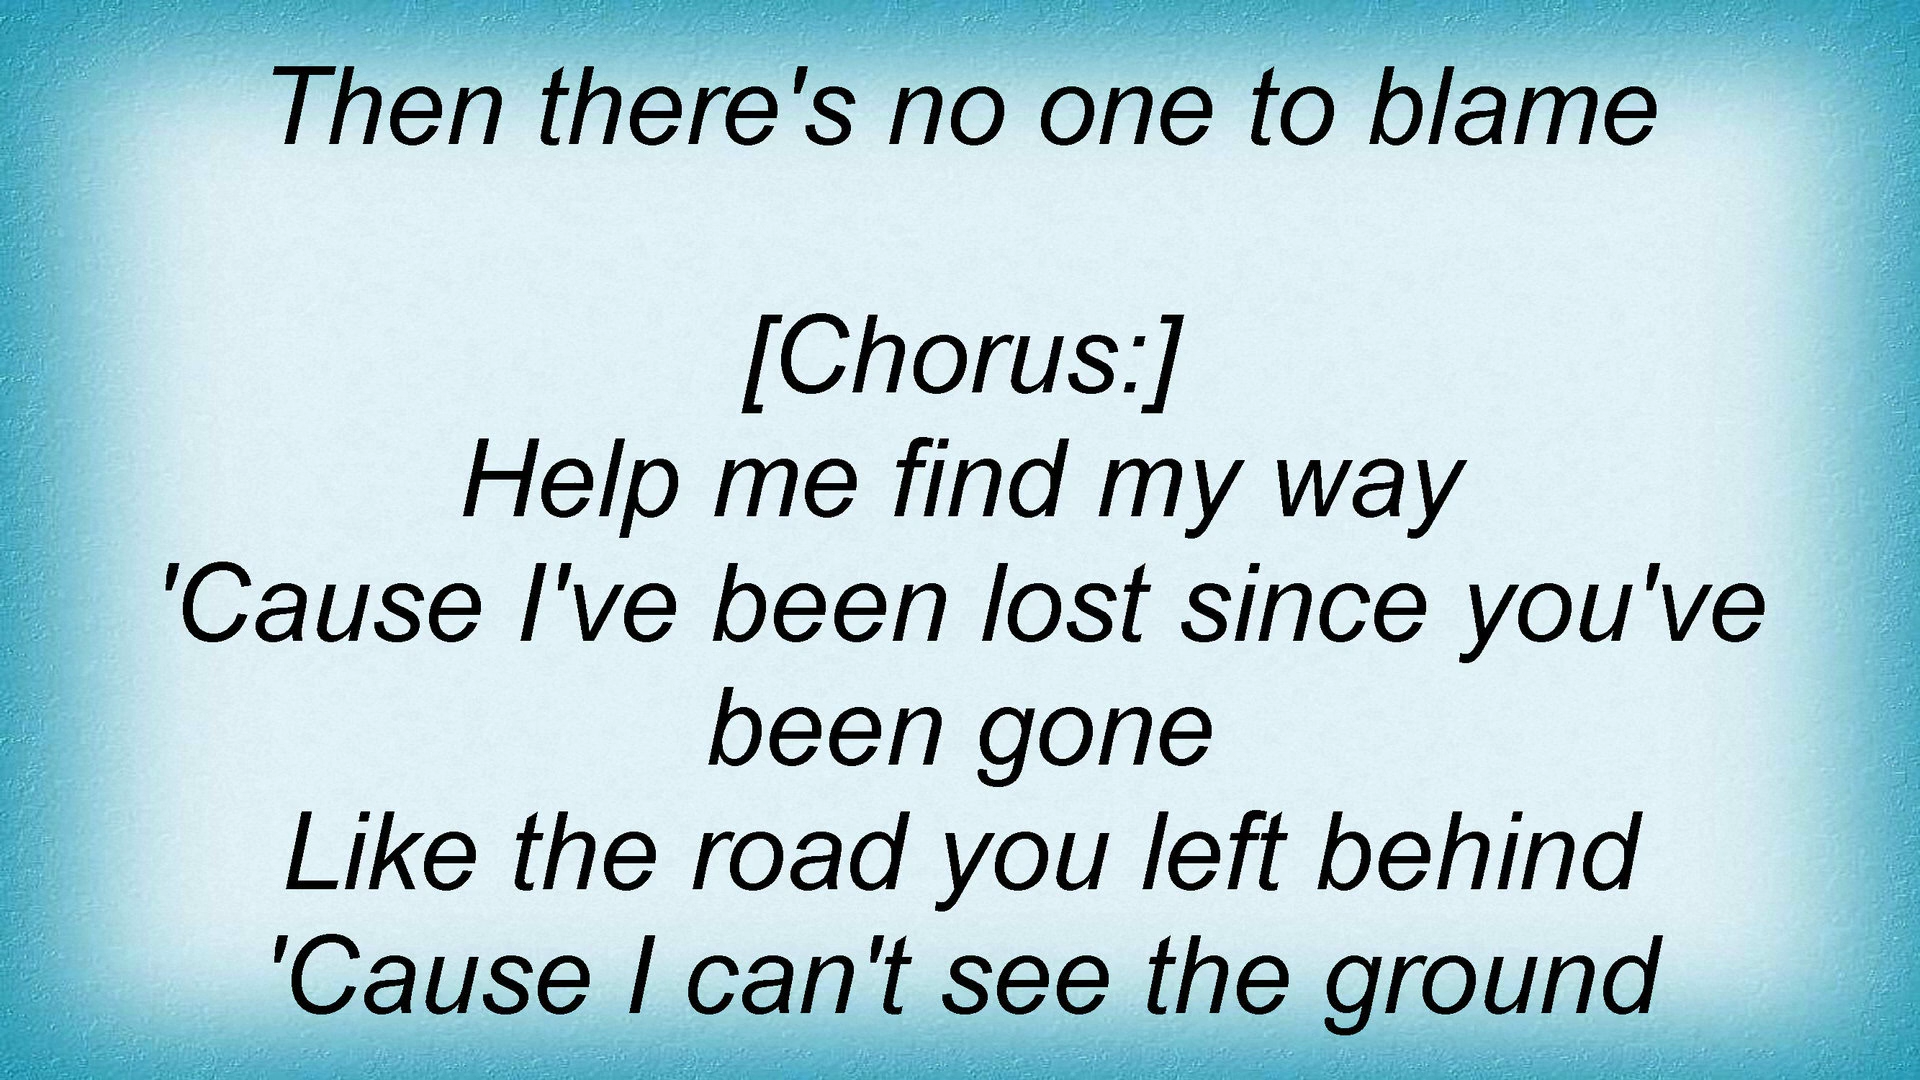 Then there's no one to blame
[Chorus:]
Help me find my way
'Cause I've been lost since you've
been gone
Like the road you left behind
'Cause I can't see the ground